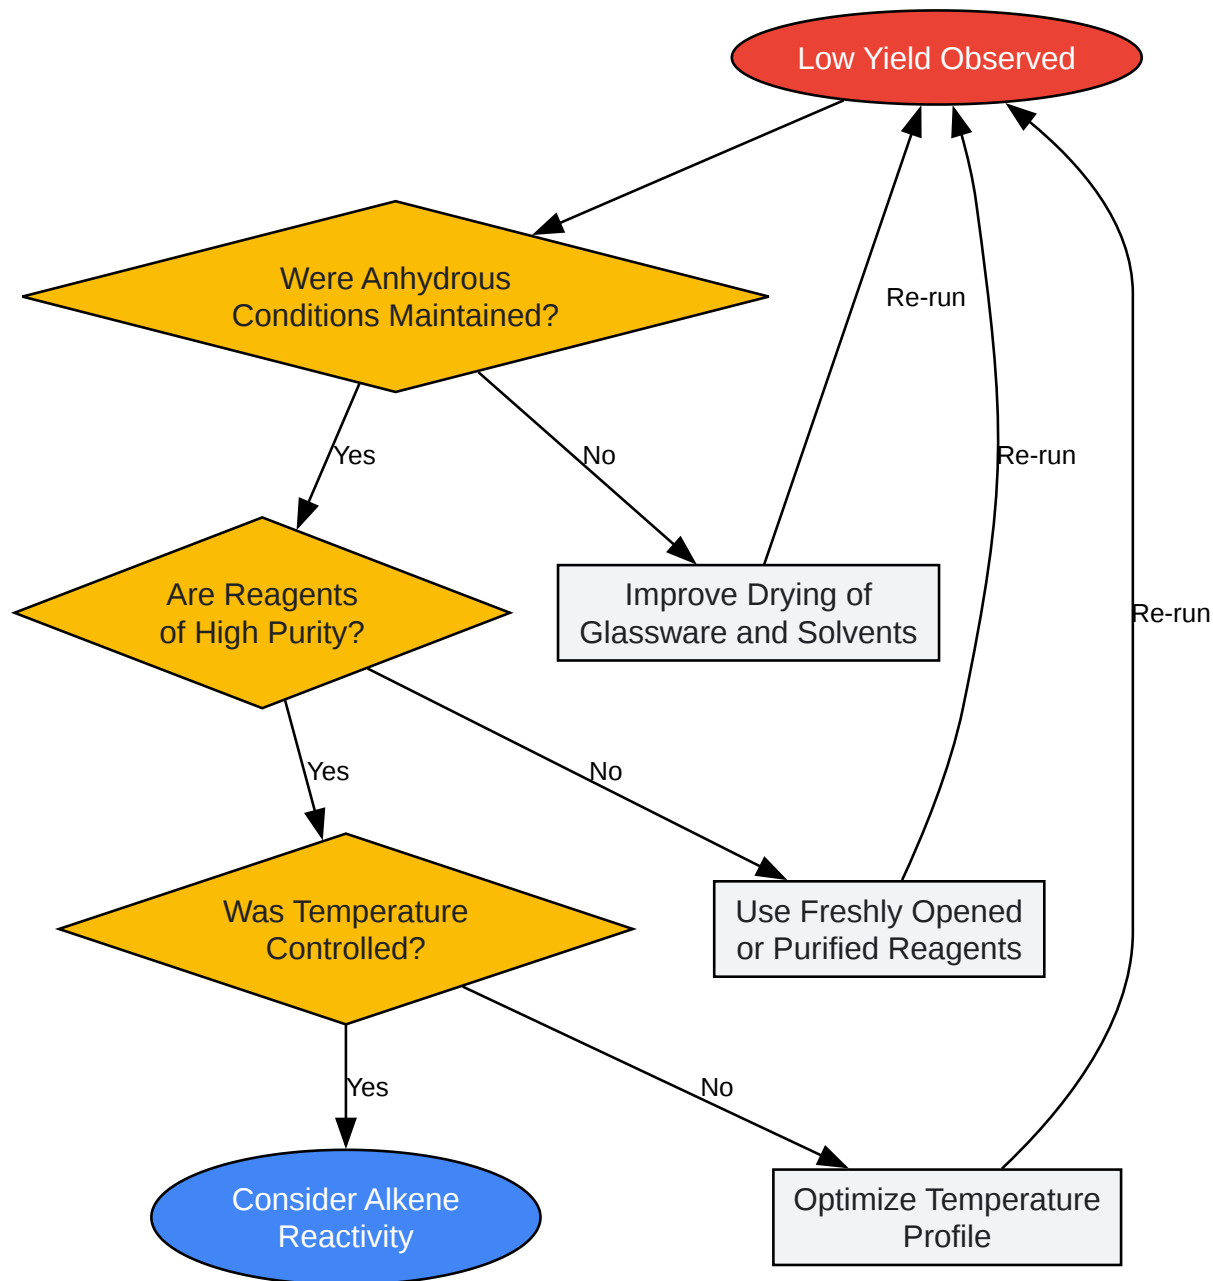 Low Yield Observed
Were Anhydrous
Conditions Maintained?
Re-run
Yes
No
Re-run
Are Reagents
of High Purity?
Improve Drying of
Glassware and Solvents
Re-run
Yes
No
Was Temperature
Controlled?
Use Freshly Opened
or Purified Reagents
Yes
No
Consider Alkene
Reactivity
Optimize Temperature
Profile